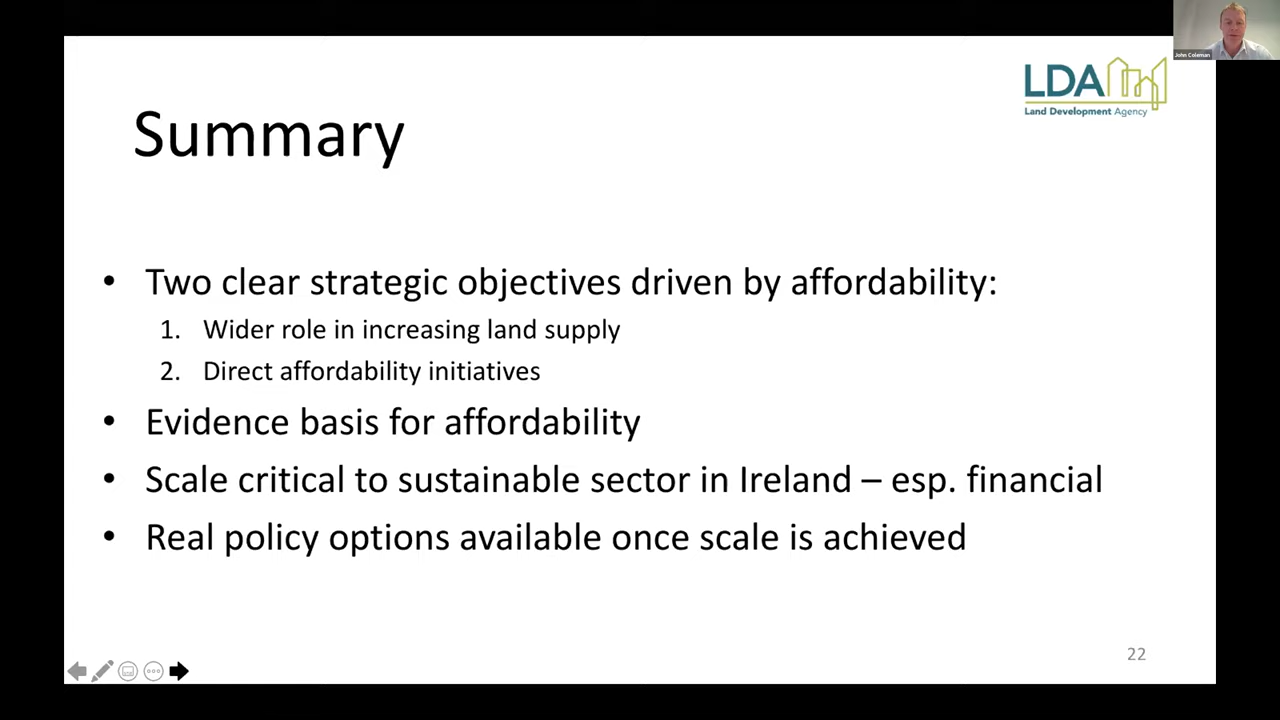 John Coleman
LDA
Land Development Agency
Summary
• Two clear strategic objectives driven by affordability:
1. Wider role in increasing land supply
2. Direct affordability initiatives
• Evidence basis for affordability
• Scale critical to sustainable sector in Ireland – esp. financial
• Real policy options available once scale is achieved
22